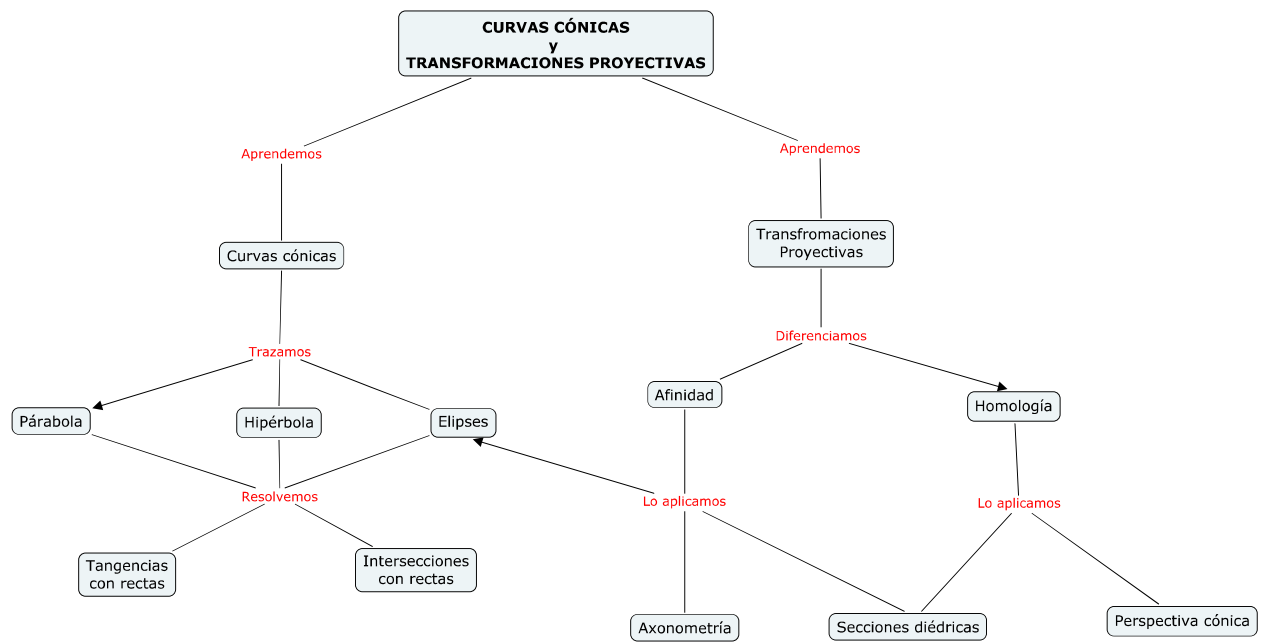 CURVAS CÓNICAS
y
TRANSFORMACIONES PROYECTIVAS
Aprendemos
Aprendemos
Curvas cónicas
Transfromaciones
Proyectivas
Trazamos
Diferenciamos
Párabola
Hipérbola
Elipses
Afinidad
Homología
Resolvemos
Lo aplicamos
Lo aplicamos
Tangencias
con rectas
Intersecciones
con rectas
Axonometría
Secciones diédricas
Perspectiva cónica